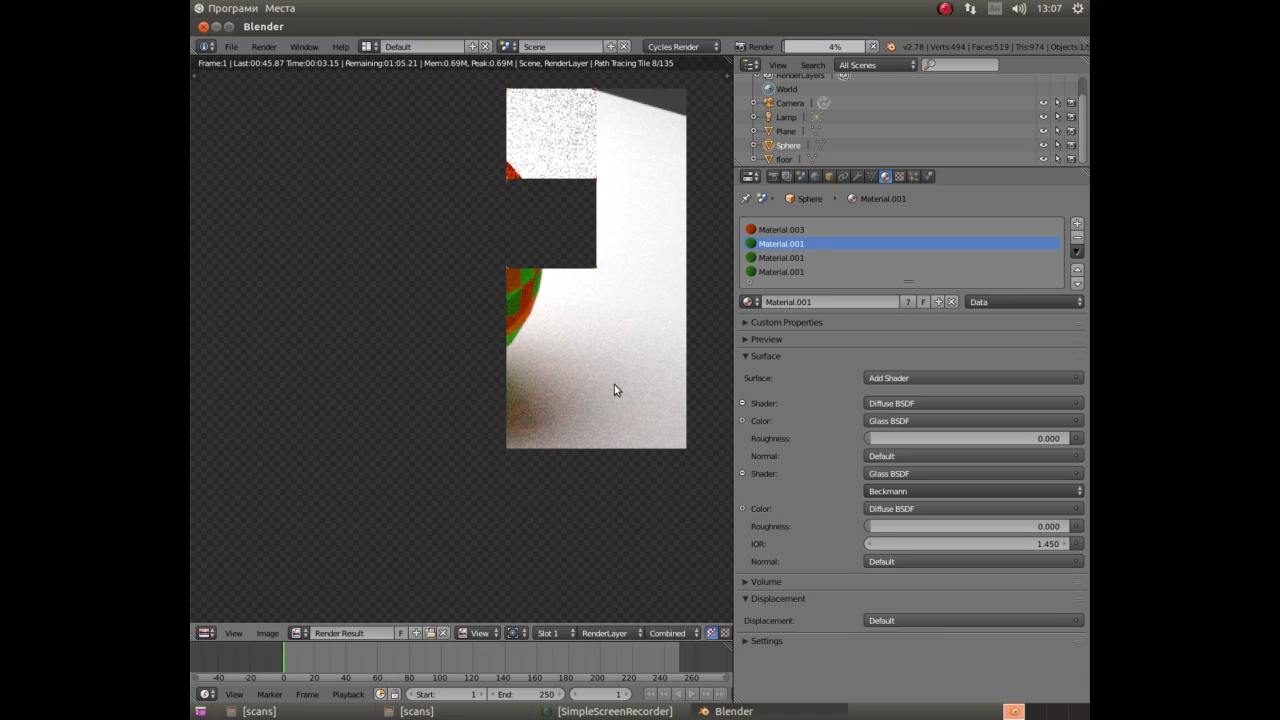 Програми Места Ан 13:07
Blender
File Render Window Help Default Scene Cycles Render Render 4% v2.78 | Verts:494 | Faces:519 | Tris:974 | Objects:1/
Frame:1 | Last:00:45.87 Time:00:03.15 | Remaining:01:05.21 | Mem:0.69M, Peak:0.69M | Scene, RenderLayer | Path Tracing Tile 8/135
View Search All Scenes
RenderLayers
World
Camera
Lamp
Plane
Sphere
floor
Sphere Material.001
Material.003
Material.001
Material.001
Material.001
Material.001 7 F Data
Custom Properties
Preview
Surface
Surface: Add Shader
Shader: Diffuse BSDF
Color: Glass BSDF
Roughness: 0.000
Normal: Default
Shader: Glass BSDF
Beckmann
Color: Diffuse BSDF
Roughness: 0.000
IOR: 1.450
Normal: Default
Volume
Displacement
Displacement: Default
Settings
View Image Render Result F View Slot 1 RenderLayer Combined
-40 -20 0 20 40 60 80 100 120 140 160 180 200 220 240 260
View Marker Frame Playback Start: 1 End: 250 1
[scans] [scans] [SimpleScreenRecorder] Blender